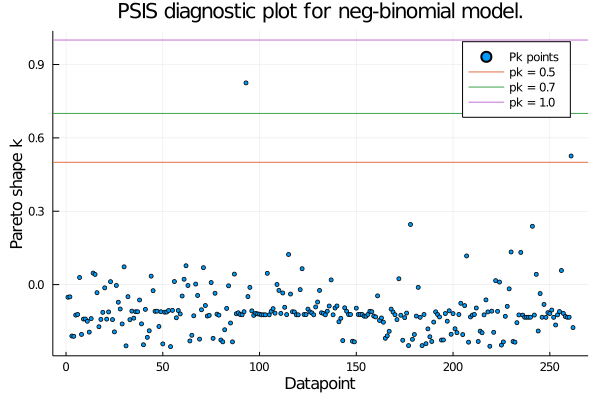 PSIS diagnostic plot for neg-binomial model.
Pk points
pk = 0.5
pk = 0.7
pk = 1.0
Pareto shape k
0.9
0.6
0.3
0.0
0 50 100 150 200 250
Datapoint